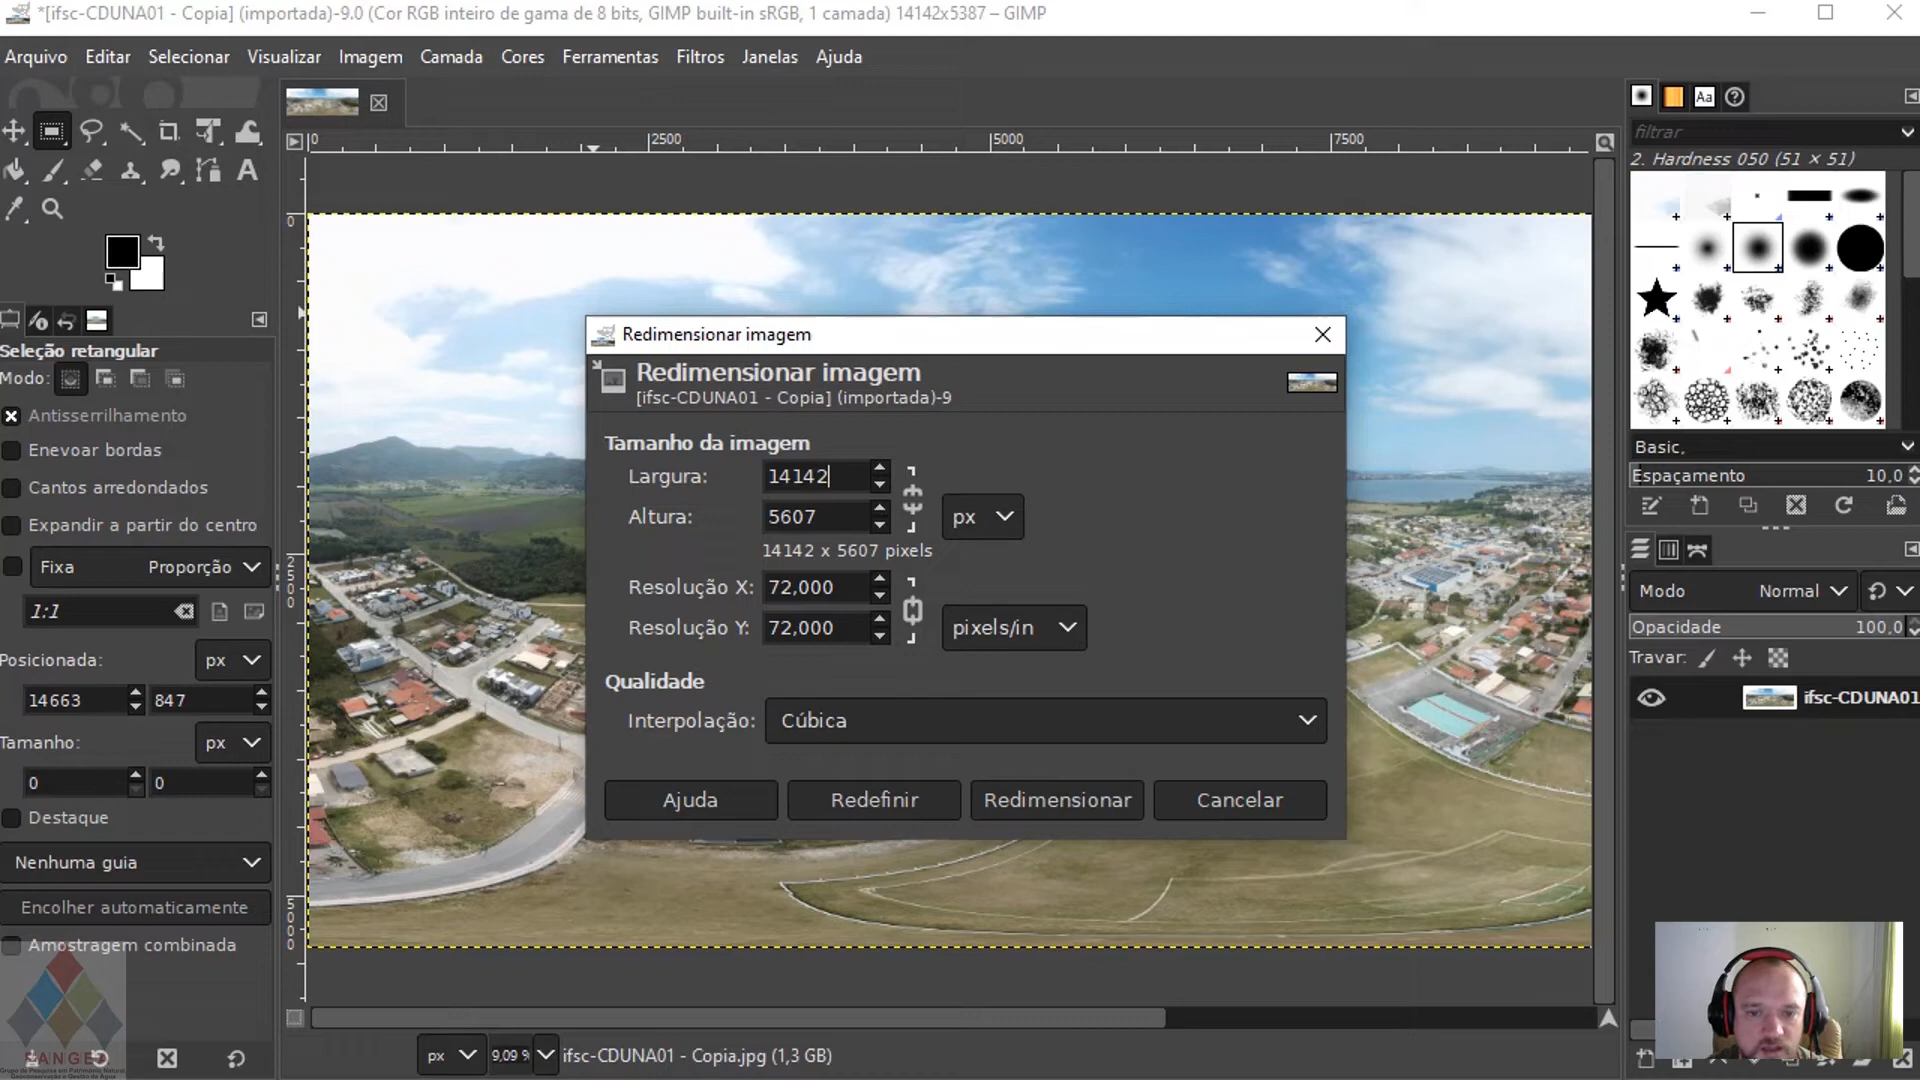 *[ifsc-CDUNA01 - Copia] (importada)-9.0 (Cor RGB inteiro de gama de 8 bits, GIMP built-in sRGB, 1 camada) 14142x5387 – GIMP
Arquivo Editar Selecionar Visualizar Imagem Camada Cores Ferramentas Filtros Janelas Ajuda
0 2500 5000 7500
filtrar
2. Hardness 050 (51 × 51)
Basic,
Espaçamento 10,0
Modo Normal
Opacidade 100,0
Travar:
ifsc-CDUNA01
Seleção retangular
Modo:
Antisserrilhamento
Enevoar bordas
Cantos arredondados
Expandir a partir do centro
Fixa Proporção
1:1
Posicionada: px
14663 847
Tamanho: px
0 0
Destaque
Nenhuma guia
Encolher automaticamente
Amostragem combinada
0
2500
5000
Redimensionar imagem
Redimensionar imagem
[ifsc-CDUNA01 - Copia] (importada)-9
Tamanho da imagem
Largura: 14142
Altura: 5607 px
14142 x 5607 pixels
Resolução X: 72,000
Resolução Y: 72,000 pixels/in
Qualidade
Interpolação: Cúbica
Ajuda Redefinir Redimensionar Cancelar
px 9,09 % ifsc-CDUNA01 - Copia.jpg (1,3 GB)